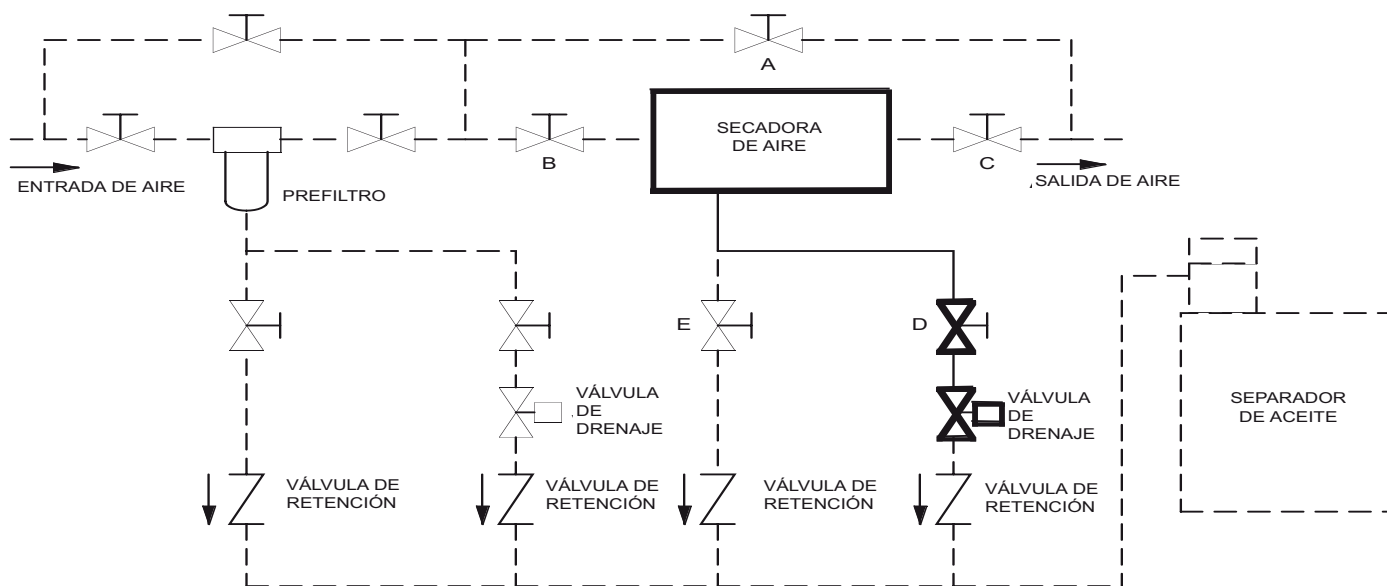 A
SECADORA
DE AIRE
B
C
ENTRADA DE AIRE
SALIDA DE AIRE
PREFILTRO
E
D
VÁLVULA
DE
DRENAJE
VÁLVULA
DE
DRENAJE
SEPARADOR
DE ACEITE
VÁLVULA DE
RETENCIÓN
VÁLVULA DE
RETENCIÓN
VÁLVULA DE
RETENCIÓN
VÁLVULA DE
RETENCIÓN